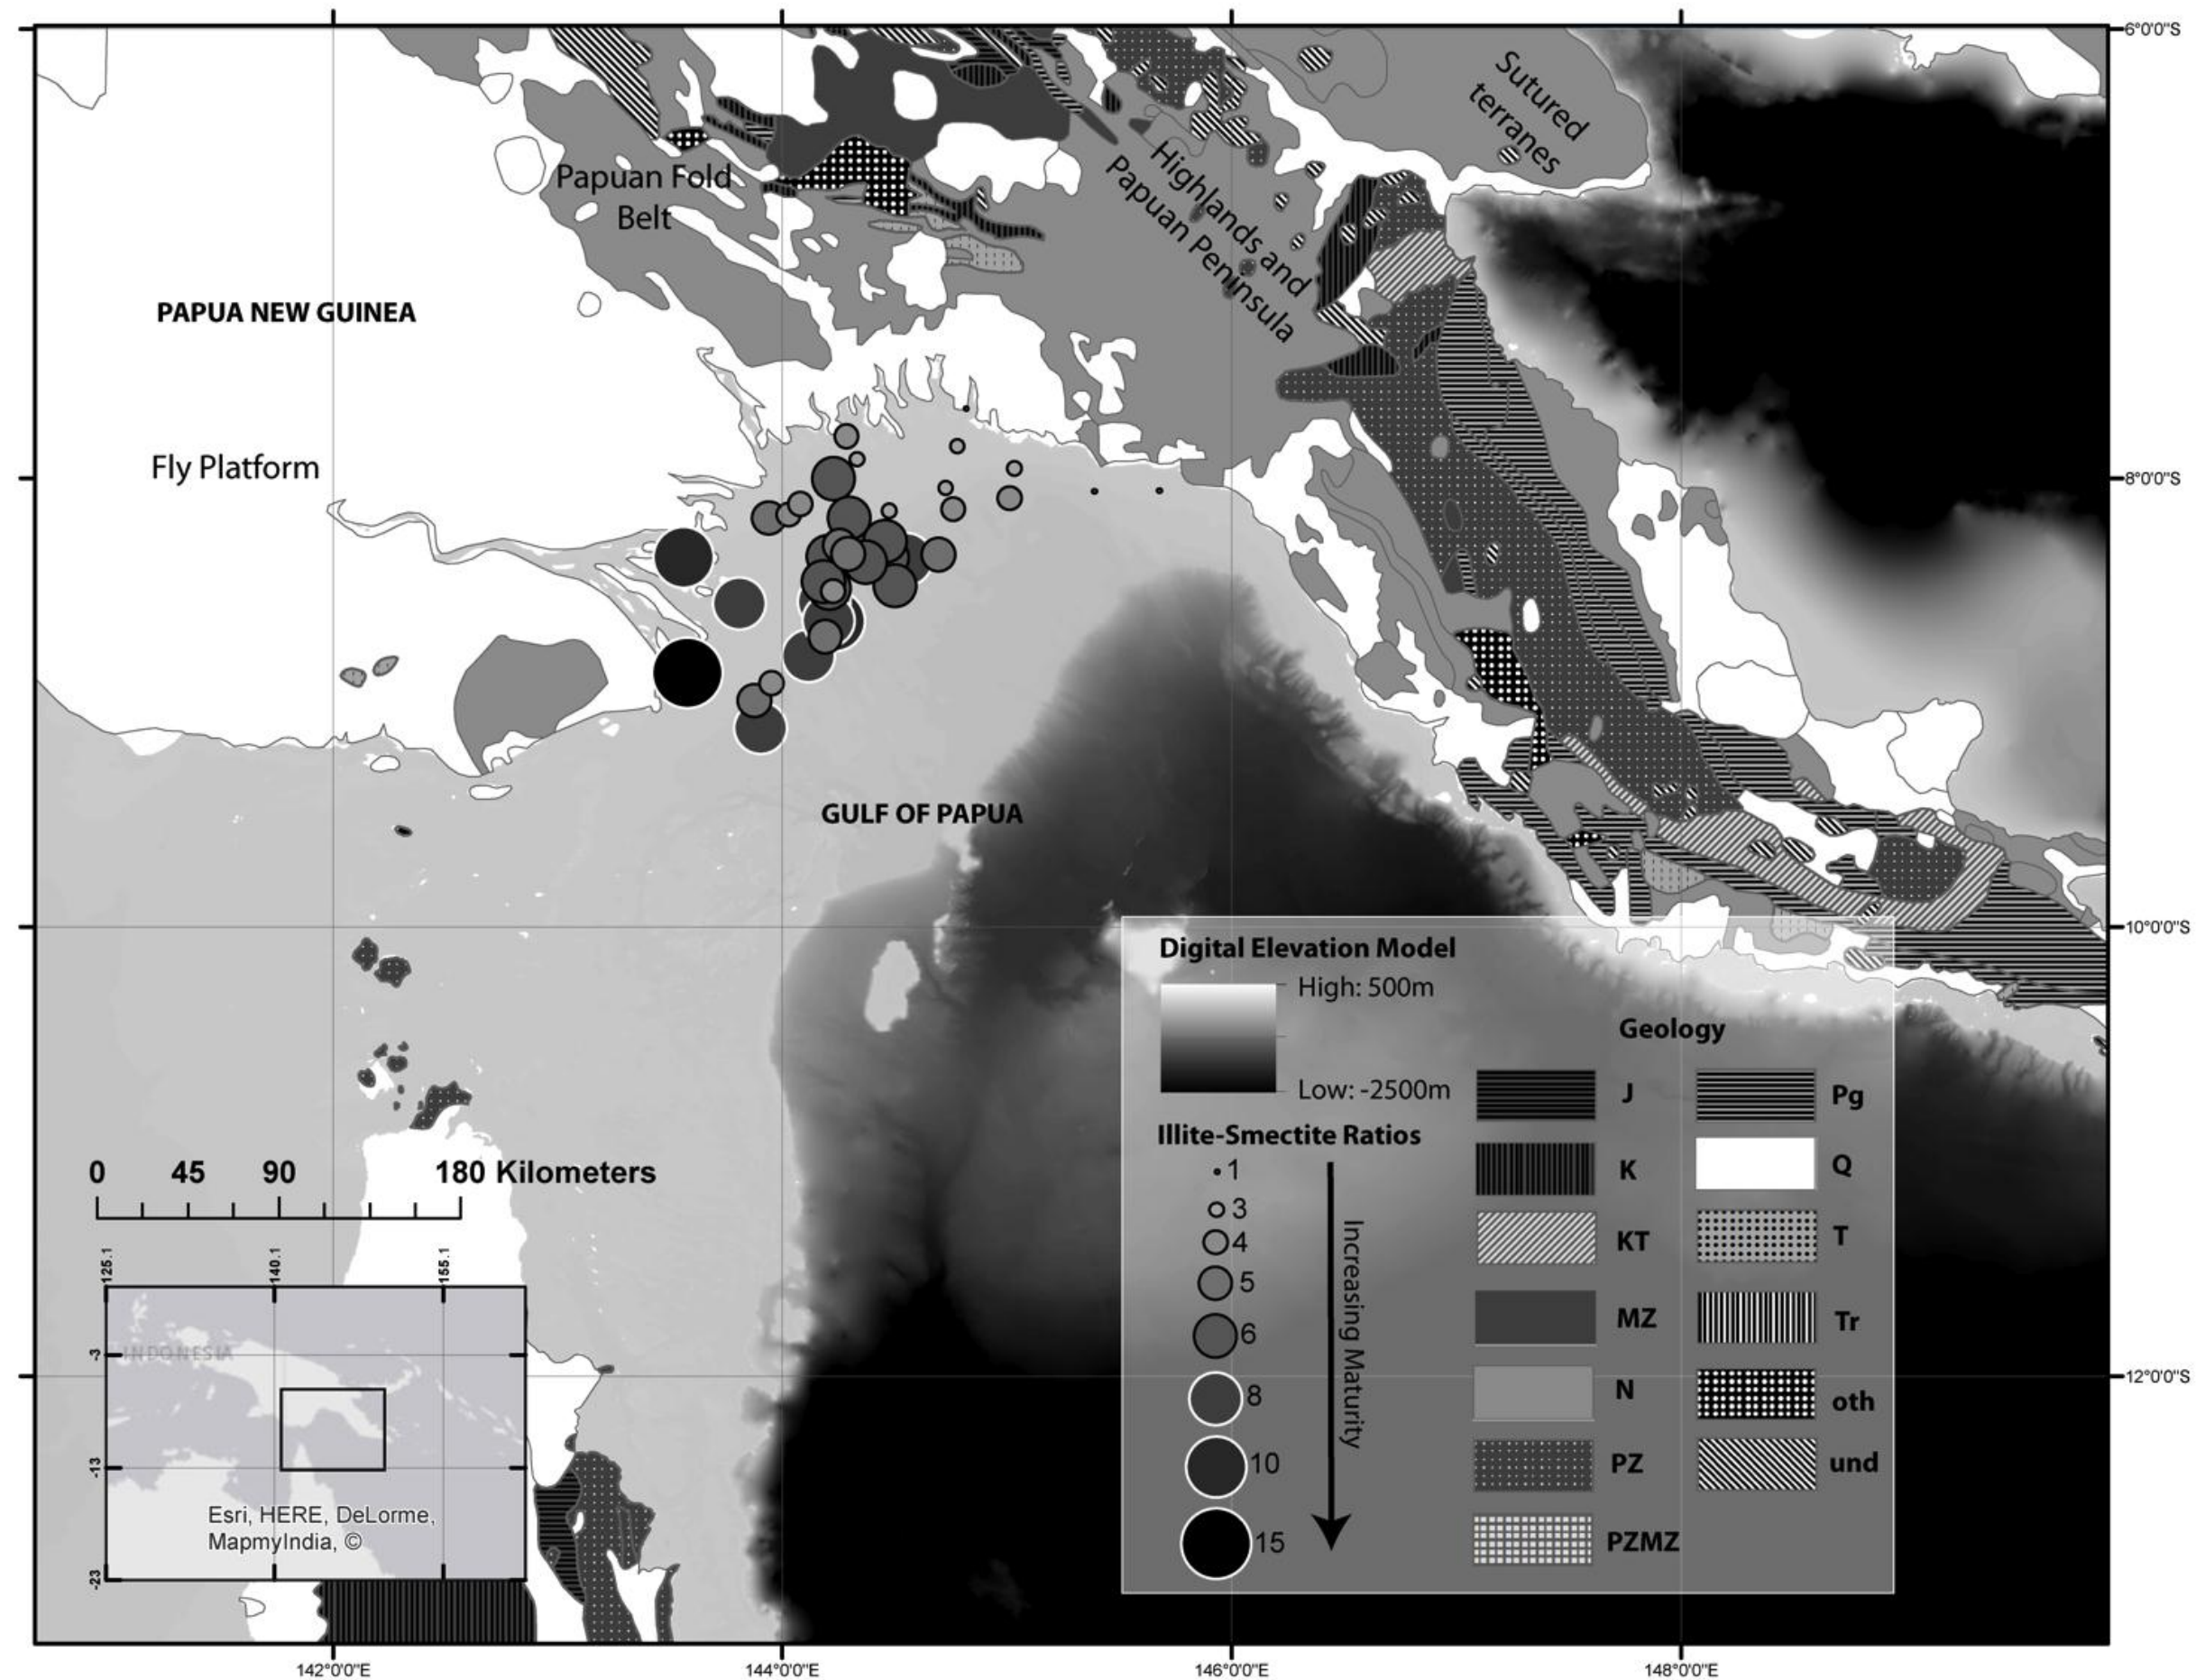 6°0'0"S
Sutured
terranes
Highlands and
Papuan Peninsula
Papuan Fold
Belt
PAPUA NEW GUINEA
Fly Platform
8°0'0"S
GULF OF PAPUA
10°0'0"S
Digital Elevation Model
High: 500m
Low: -2500m
Geology
J
Pg
K
Q
KT
T
MZ
Tr
N
oth
PZ
und
PZMZ
Illite-Smectite Ratios
1
3
4
5
6
8
10
15
Increasing Maturity
12°0'0"S
0 45 90 180 Kilometers
125.1 140.1 155.1
-3
-13
-23
INDONESIA
Esri, HERE, DeLorme,
MapmyIndia, ©
142°0'0"E 144°0'0"E 146°0'0"E 148°0'0"E